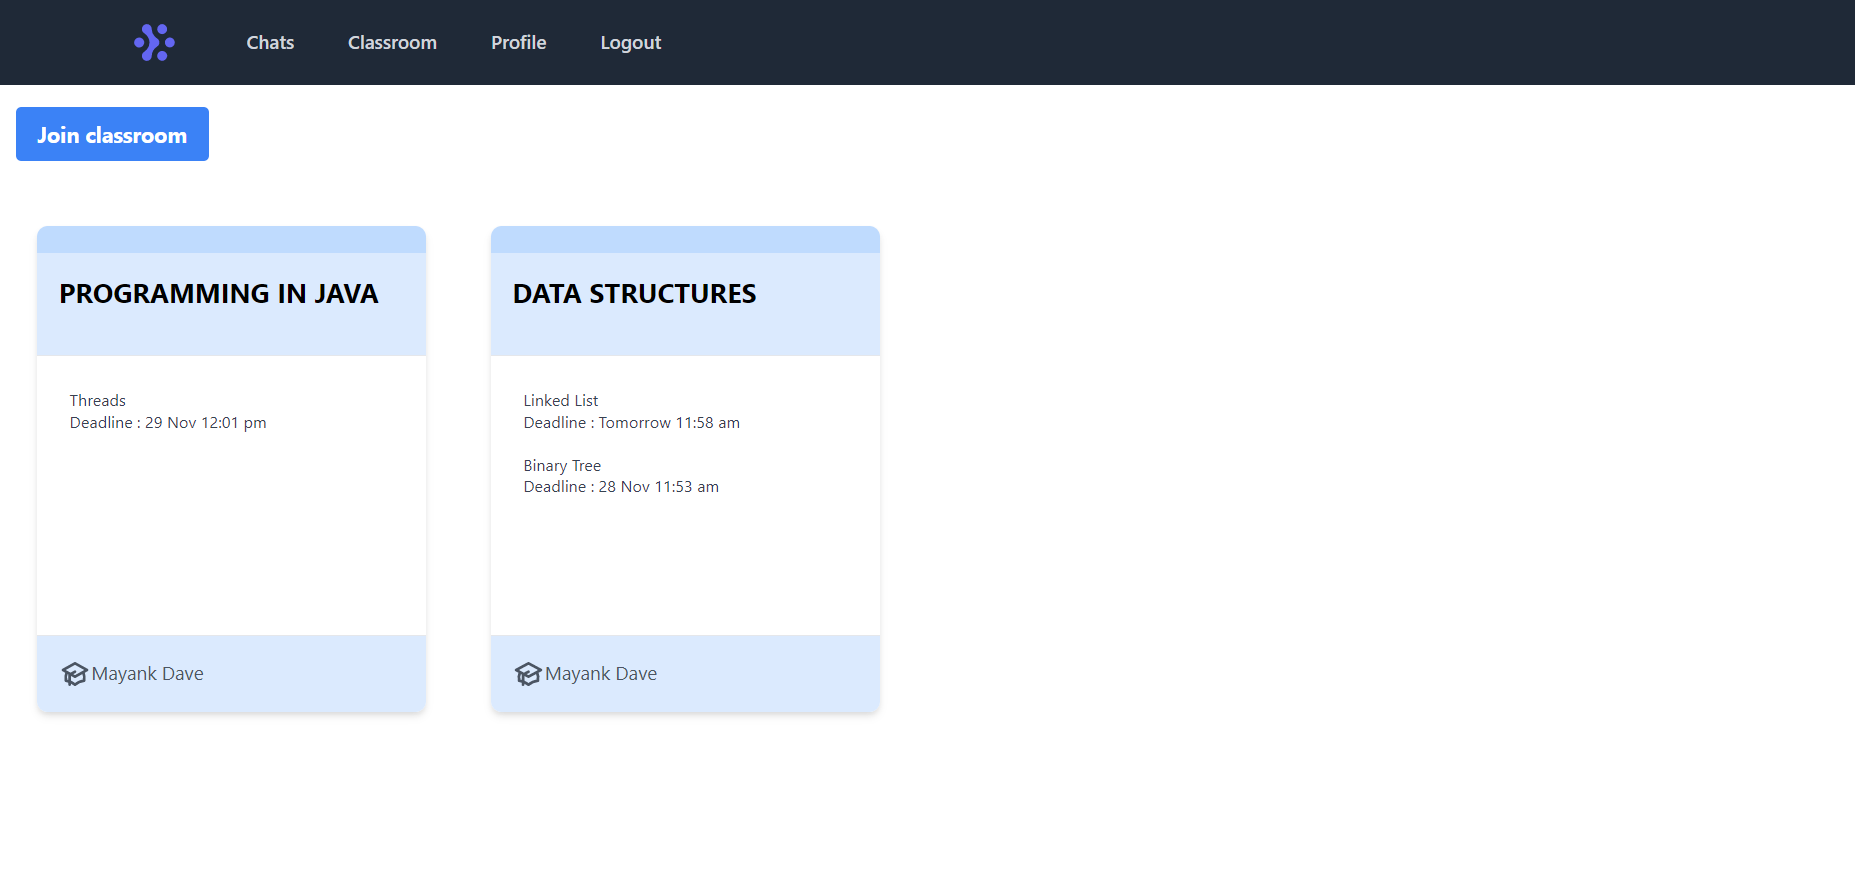 Chats Classroom Profile Logout
Join classroom
PROGRAMMING IN JAVA
Threads
Deadline : 29 Nov 12:01 pm
Mayank Dave
DATA STRUCTURES
Linked List
Deadline : Tomorrow 11:58 am
Binary Tree
Deadline : 28 Nov 11:53 am
Mayank Dave